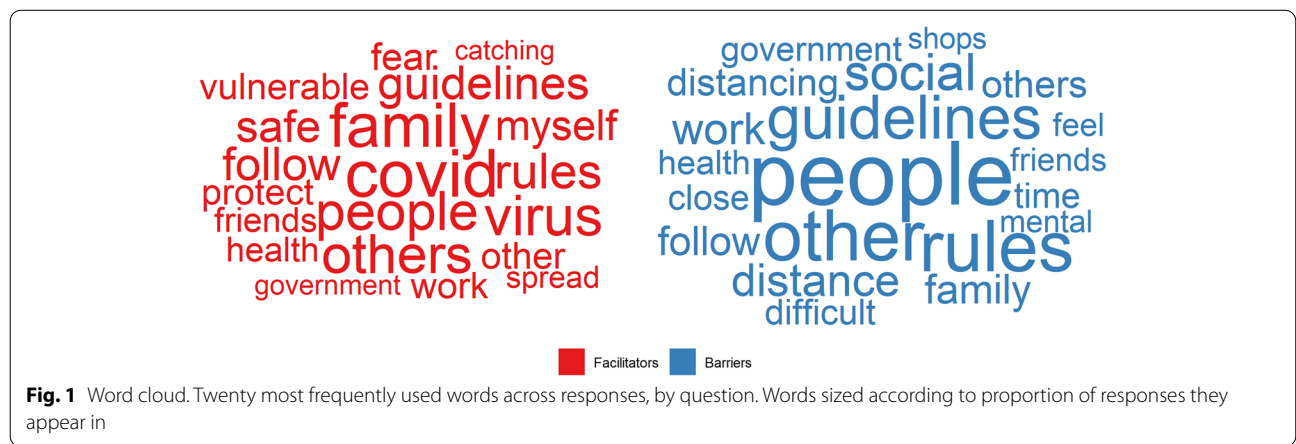 fear. catching
vulnerable guidelines
safe family myself
follow covid rules
protect
friends people virus
health others other
government work spread
government shops
distancing social others
work guidelines feel
health people friends
close time
mental
follow other rules
distance family
difficult
Facilitators Barriers
Fig. 1 Word cloud. Twenty most frequently used words across responses, by question. Words sized according to proportion of responses they
appear in